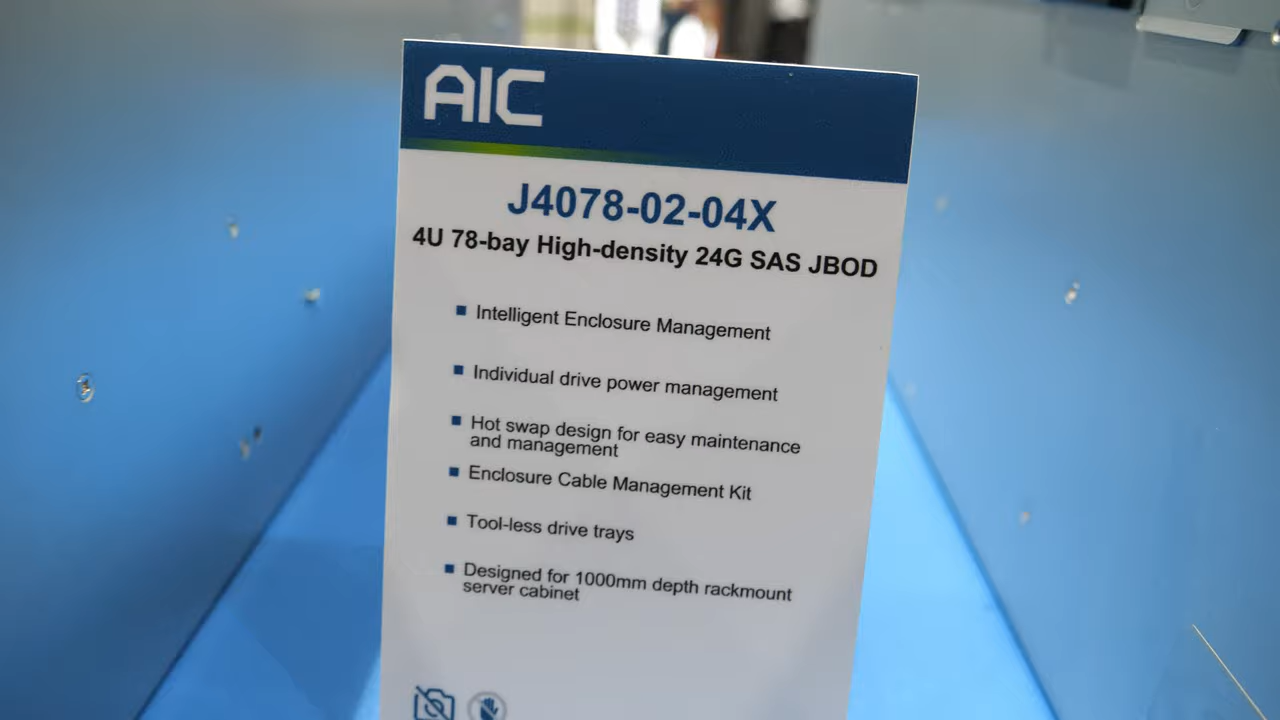 AIC
J4078-02-04X
4U 78-bay High-density 24G SAS JBOD
Intelligent Enclosure Management
Individual drive power management
Hot swap design for easy maintenance
and management
Enclosure Cable Management Kit
Tool-less drive trays
Designed for 1000mm depth rackmount
server cabinet